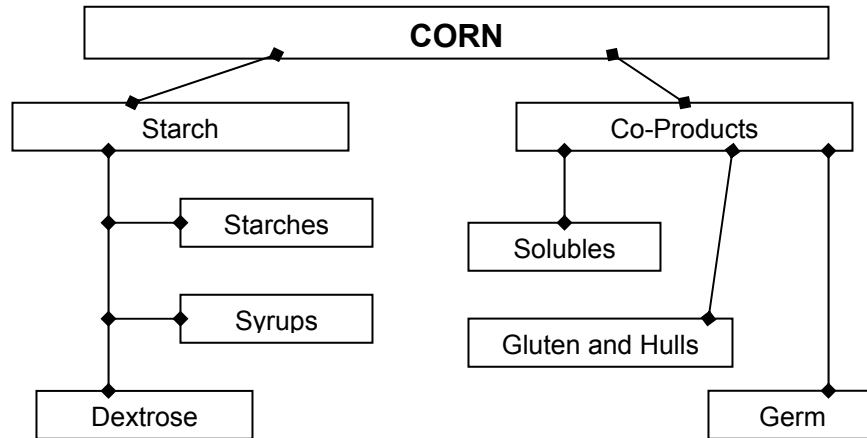 CORN
Starch
Co-Products
Starches
Solubles
Syrups
Gluten and Hulls
Dextrose
Germ